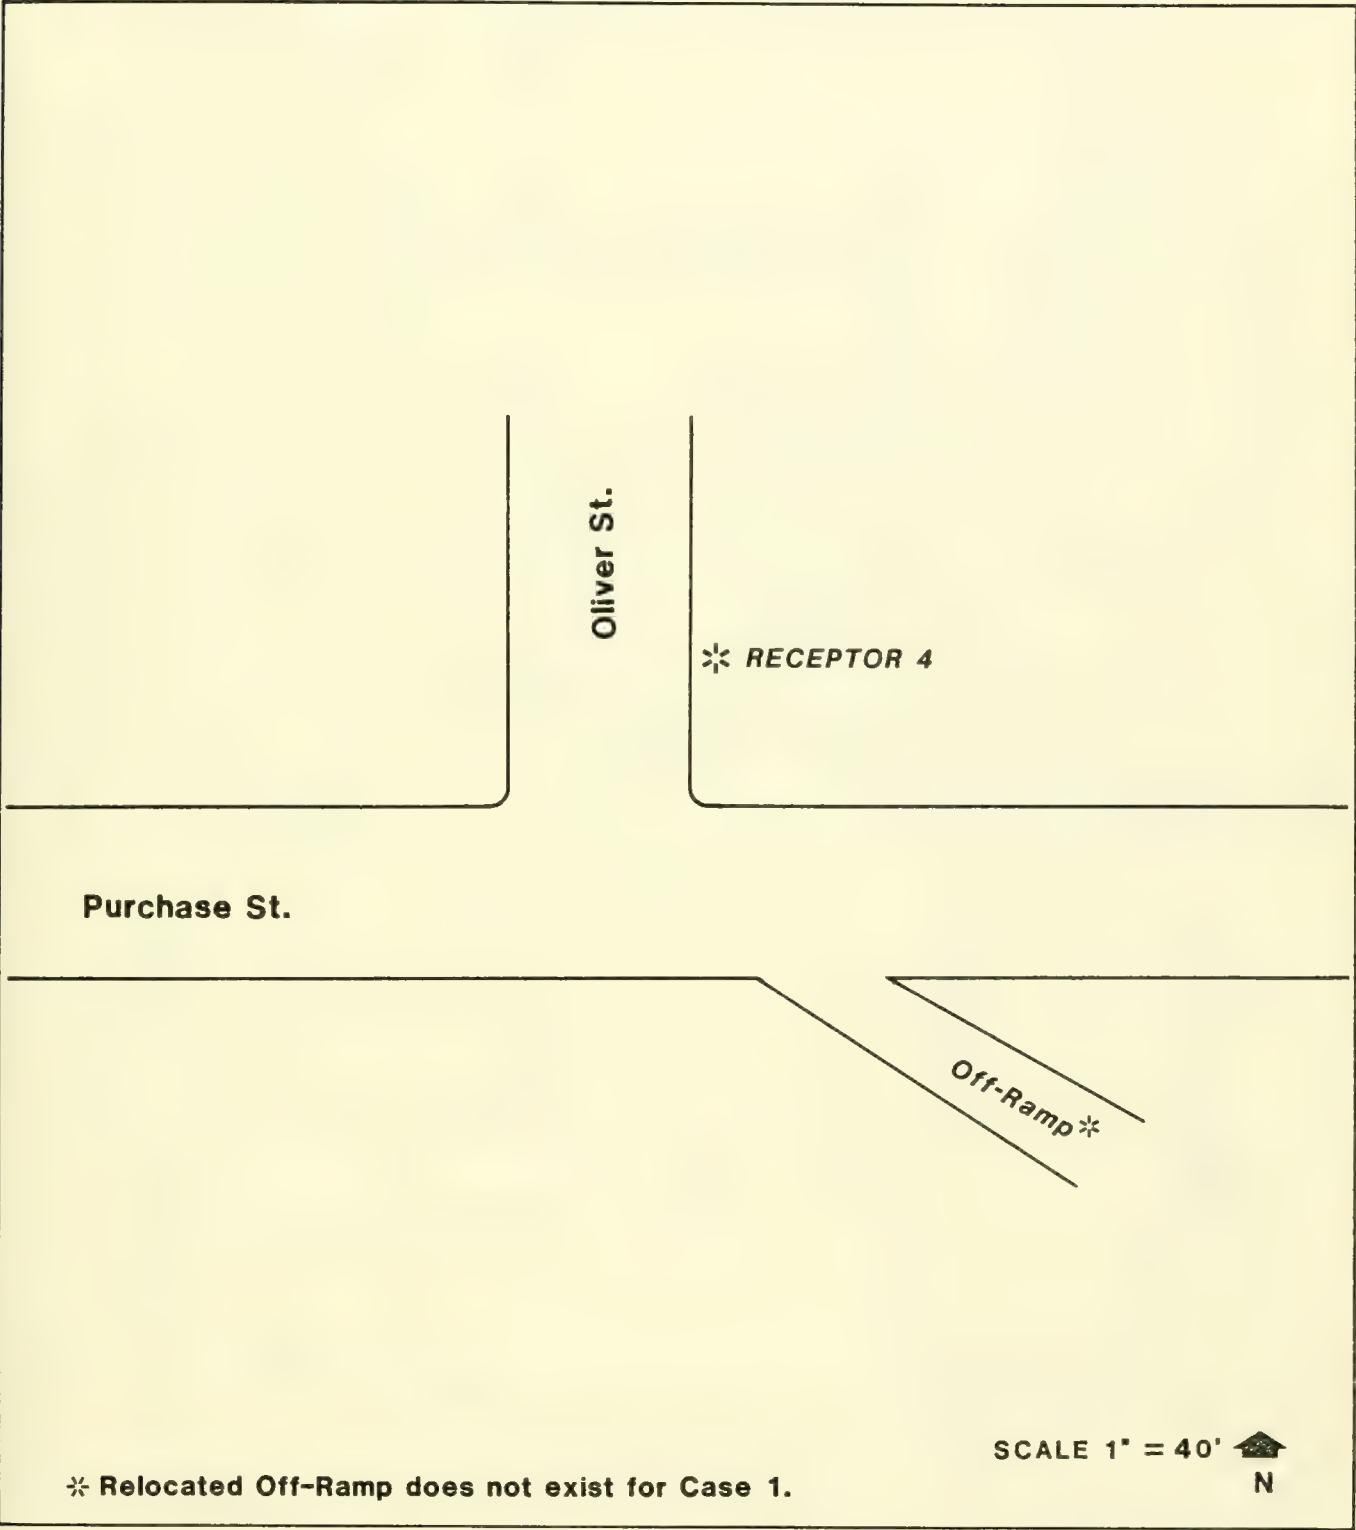 Oliver St.
✲ RECEPTOR 4
Purchase St.
Off-Ramp✲
SCALE 1" = 40'
N
✲ Relocated Off-Ramp does not exist for Case 1.